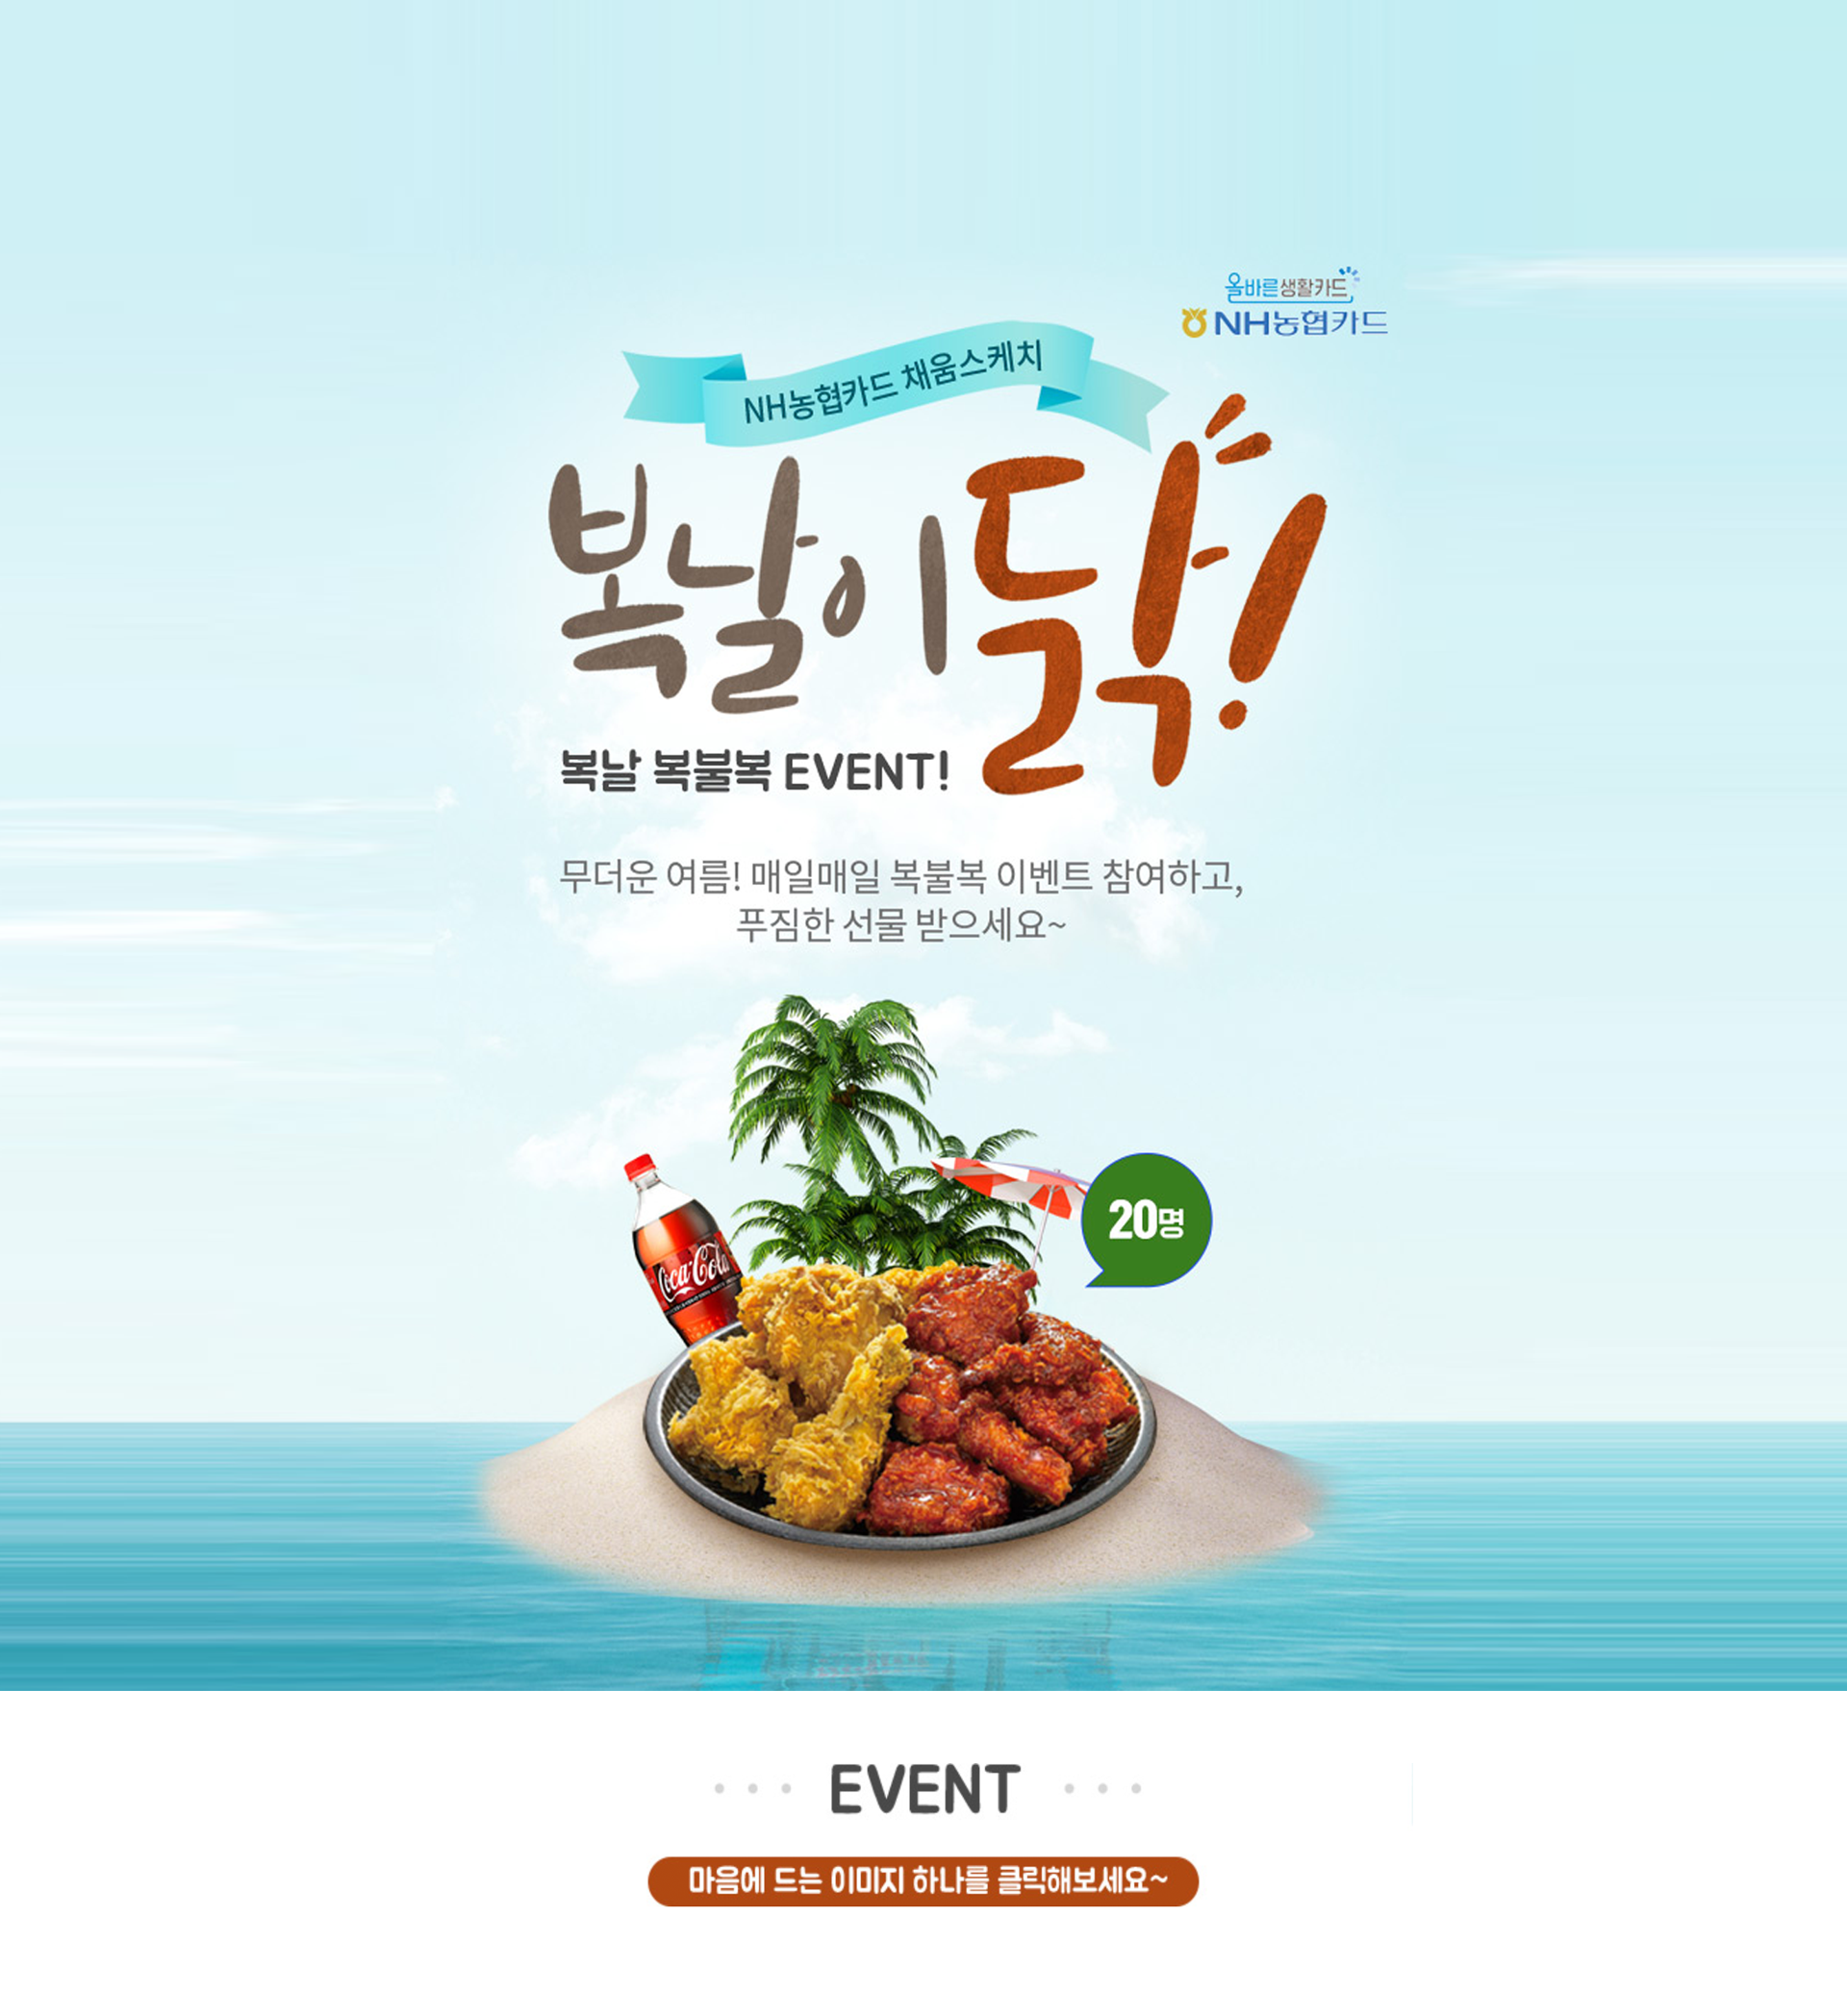 올바른생활카드
NH농협카드
NH농협카드 채움스케치
복날이닭!
복날 복불복 EVENT!
무더운 여름! 매일매일 복불복 이벤트 참여하고,
푸짐한 선물 받으세요~
20명
Coca-Cola
EVENT
마음에 드는 이미지 하나를 클릭해보세요~